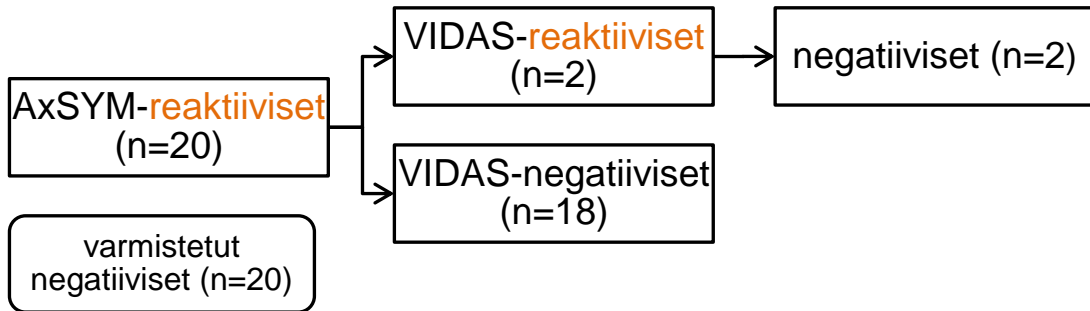 AxSYM-reaktiiviset
(n=20)
VIDAS-reaktiiviset
(n=2)
negatiiviset (n=2)
VIDAS-negatiiviset
(n=18)
varmistetut
negatiiviset (n=20)